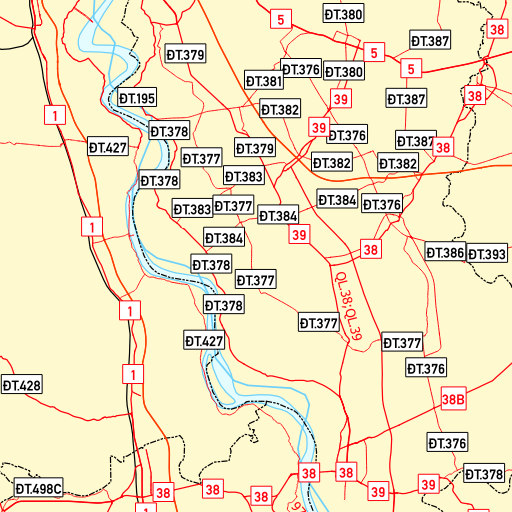 ĐT.380
5
38
ĐT.387
ĐT.379
5
ĐT.376
ĐT.380
5
ĐT.381
38
ĐT.195
39
ĐT.387
ĐT.382
1
39
ĐT.378
ĐT.376
ĐT.387
ĐT.427
ĐT.379
38
ĐT.377
ĐT.382
ĐT.382
ĐT.383
ĐT.378
ĐT.384
ĐT.376
ĐT.377
ĐT.383
ĐT.384
1
39
ĐT.384
38
ĐT.386
ĐT.393
ĐT.378
ĐT.377
QL.38;QL.39
ĐT.378
1
ĐT.377
ĐT.427
ĐT.377
ĐT.376
1
ĐT.428
38B
ĐT.376
38
38
ĐT.378
ĐT.498C
38
38
38
39
39
1